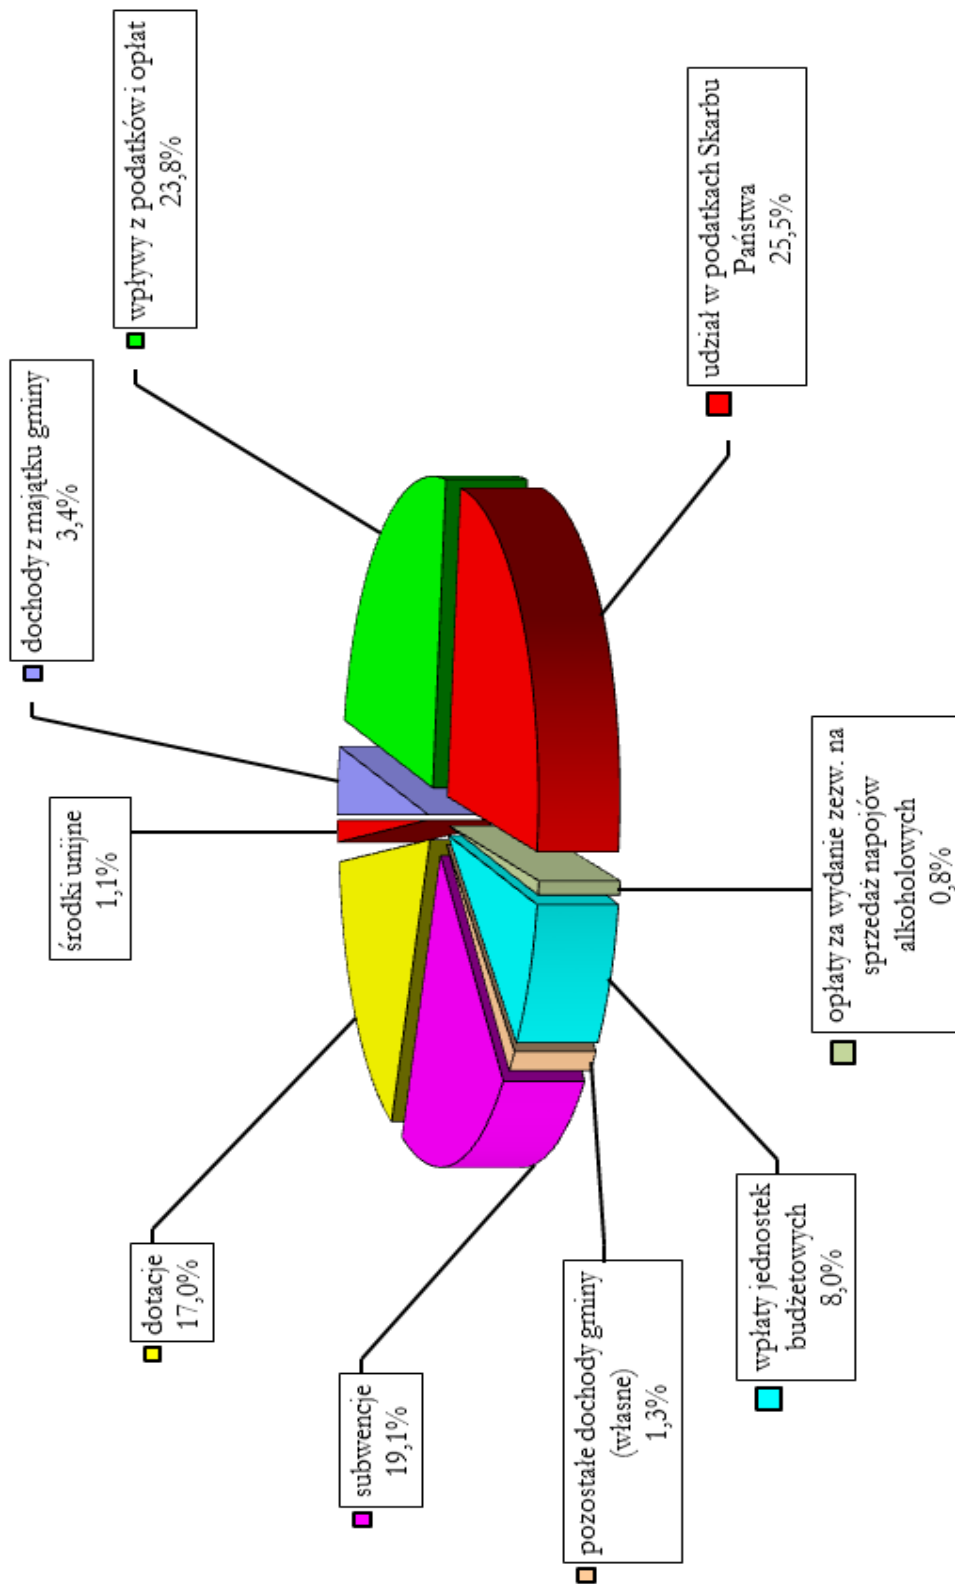 dotacje
17,0%
środki unijne
1,1%
dochody z majątku gminy
3,4%
wpływy z podatków i opłat
23,8%
subwencje
19,1%
pozostałe dochody gminy
(własne)
1,3%
wpłaty jednostek
budżetowych
8,0%
opłaty za wydanie zezw. na
sprzedaż napojów
alkoholowych
0,8%
udział w podatkach Skarbu
Państwa
25,5%